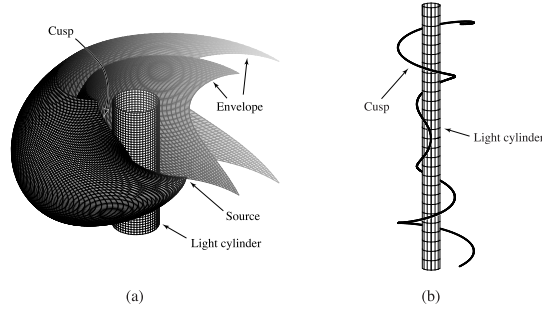 Cusp
Envelope
Source
Light cylinder
(a)
Cusp
Light cylinder
(b)